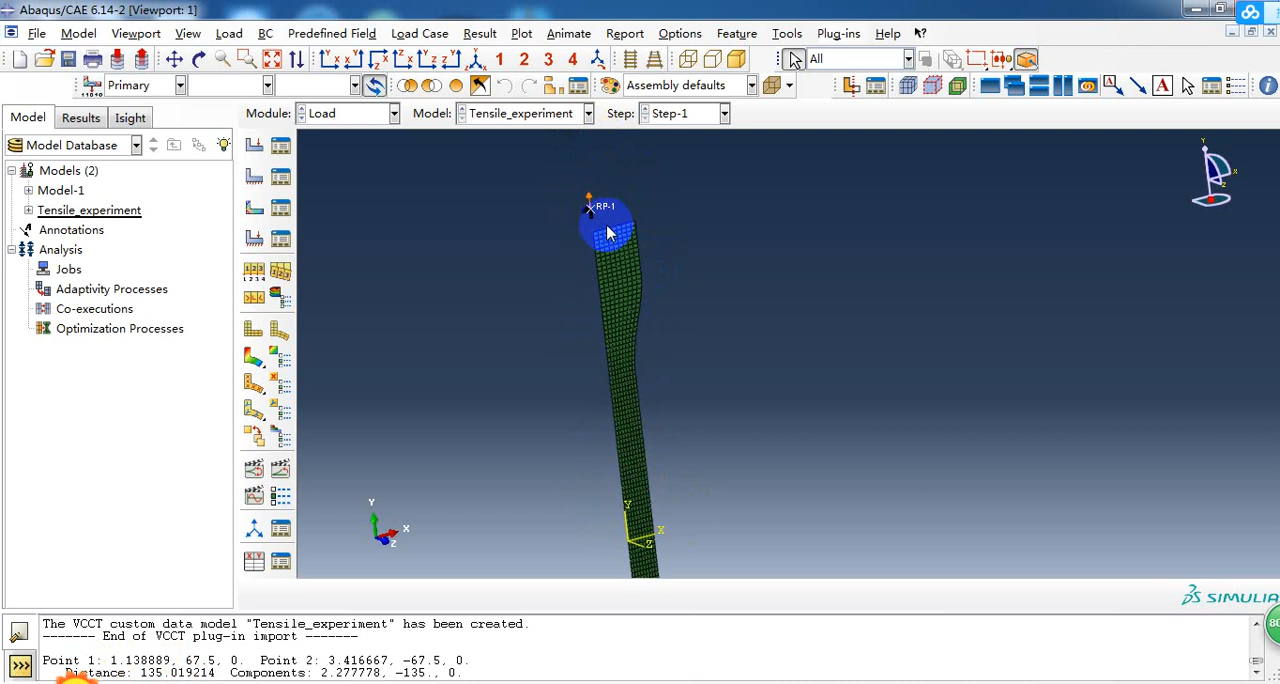 Abaqus/CAE 6.14-2 [Viewport: 1]
File Model Viewport View Load BC Predefined Field Load Case Result Plot Animate Report Options Feature Tools Plug-ins Help
1 2 3 4 All
Primary Assembly defaults
Model Results Isight Module: Load Model: Tensile_experiment Step: Step-1
Model Database
Models (2)
Model-1
Tensile_experiment
Annotations
Analysis
Jobs
Adaptivity Processes
Co-executions
Optimization Processes
RP-1
Y
X
Z
Y
X
Z
Y
X
Z
SIMULIA
The VCCT custom data model "Tensile_experiment" has been created.
------- End of VCCT plug-in import -------
Point 1: 1.138889, 67.5, 0. Point 2: 3.416667, -67.5, 0.
Distance: 135.019214 Components: 2.277778, -135., 0.